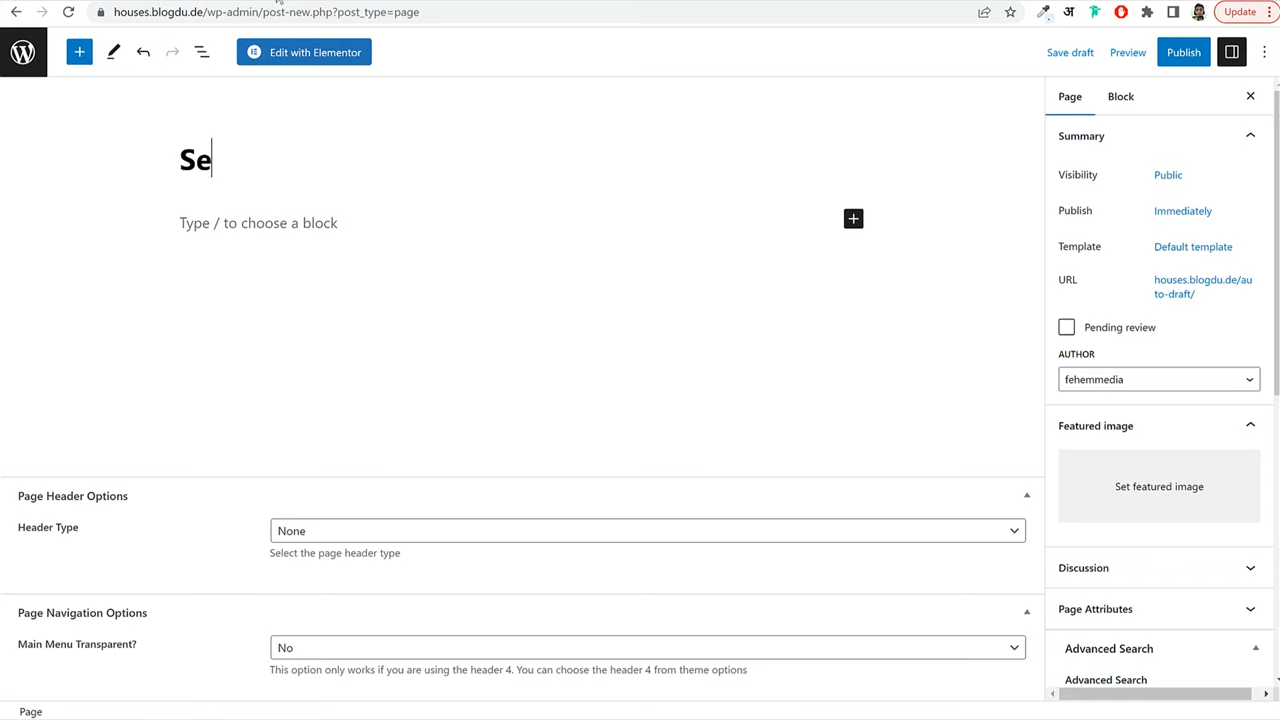 houses.blogdu.de/wp-admin/post-new.php?post_type=page
अ
Update
Edit with Elementor
Save draft
Preview
Publish
Page
Block
Se
Type / to choose a block
Summary
Visibility
Public
Publish
Immediately
Template
Default template
URL
houses.blogdu.de/au
to-draft/
Pending review
AUTHOR
fehemmedia
Featured image
Set featured image
Discussion
Page Attributes
Advanced Search
Advanced Search
Page Header Options
Header Type
None
Select the page header type
Page Navigation Options
Main Menu Transparent?
No
This option only works if you are using the header 4. You can choose the header 4 from theme options
Page